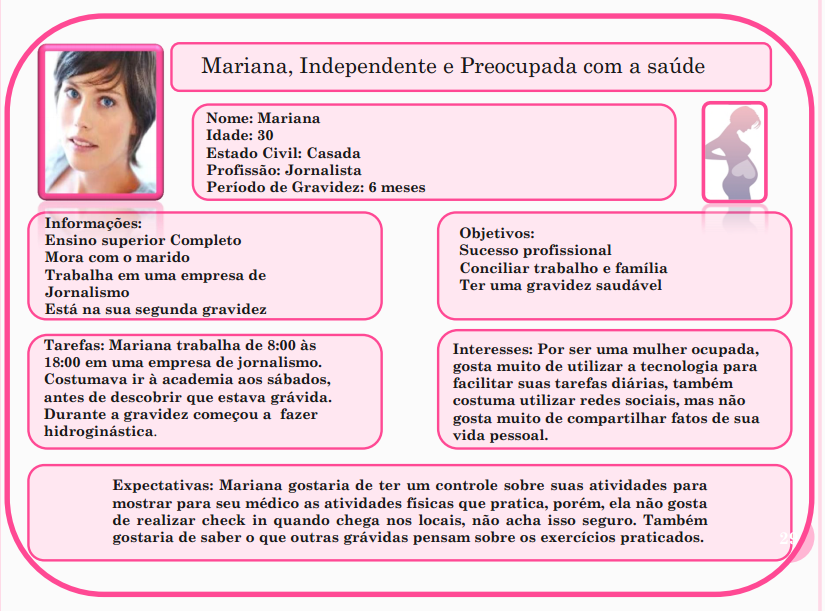 Mariana, Independente e Preocupada com a saúde
Nome: Mariana
Idade: 30
Estado Civil: Casada
Profissão: Jornalista
Período de Gravidez: 6 meses
Informações:
Ensino superior Completo
Mora com o marido
Trabalha em uma empresa de
Jornalismo
Está na sua segunda gravidez
Objetivos:
Sucesso profissional
Conciliar trabalho e família
Ter uma gravidez saudável
Tarefas: Mariana trabalha de 8:00 às
18:00 em uma empresa de jornalismo.
Costumava ir à academia aos sábados,
antes de descobrir que estava grávida.
Durante a gravidez começou a fazer
hidroginástica.
Interesses: Por ser uma mulher ocupada,
gosta muito de utilizar a tecnologia para
facilitar suas tarefas diárias, também
costuma utilizar redes sociais, mas não
gosta muito de compartilhar fatos de sua
vida pessoal.
Expectativas: Mariana gostaria de ter um controle sobre suas atividades para
mostrar para seu médico as atividades físicas que pratica, porém, ela não gosta
de realizar check in quando chega nos locais, não acha isso seguro. Também
gostaria de saber o que outras grávidas pensam sobre os exercícios praticados.